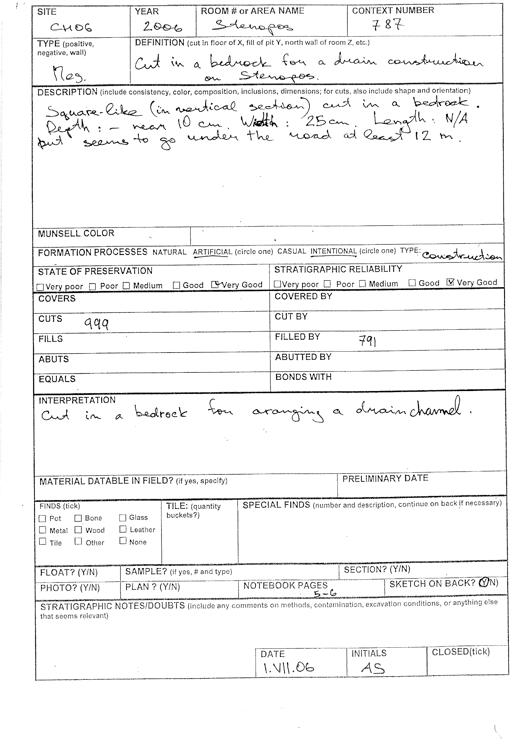 SITE YEAR ROOM # or AREA NAME CONTEXT NUMBER
CH06 2006 Stenopos 787
TYPE (positive, negative, wall) DEFINITION (cut in floor of X, fill of pit Y, north wall of room Z, etc.)
Neg. Cut in a bedrock for a drain construction
on Stenopos.
DESCRIPTION (include consistency, color, composition, inclusions, dimensions; for cuts, also include shape and orientation)
Square-like (in vertical section) cut in a bedrock.
Depth: - near 10 cm. Width: 25cm. Length: N/A
but seems to go under the road at least 12 m.
MUNSELL COLOR
FORMATION PROCESSES NATURAL ARTIFICIAL (circle one) CASUAL INTENTIONAL (circle one) TYPE: Construction
STATE OF PRESERVATION STRATIGRAPHIC RELIABILITY
☐Very poor ☐ Poor ☐ Medium ☐ Good ☑Very Good ☐Very poor ☐ Poor ☐ Medium ☐ Good ☑ Very Good
COVERS COVERED BY
CUTS 999 CUT BY
FILLS FILLED BY 791
ABUTS ABUTTED BY
EQUALS BONDS WITH
INTERPRETATION
Cut in a bedrock for aranging a drain channel.
MATERIAL DATABLE IN FIELD? (if yes, specify) PRELIMINARY DATE
FINDS (tick) TILE: (quantity buckets?) SPECIAL FINDS (number and description, continue on back if necessary)
☐ Pot ☐ Bone ☐ Glass
☐ Metal ☐ Wood ☐ Leather
☐ Tile ☐ Other ☐ None
FLOAT? (Y/N) SAMPLE? (if yes, # and type) SECTION? (Y/N)
PHOTO? (Y/N) PLAN ? (Y/N) NOTEBOOK PAGES 5-6 SKETCH ON BACK? (Y/N)
STRATIGRAPHIC NOTES/DOUBTS (include any comments on methods, contamination, excavation conditions, or anything else
that seems relevant)
DATE INITIALS CLOSED(tick)
1.VII.06 AS